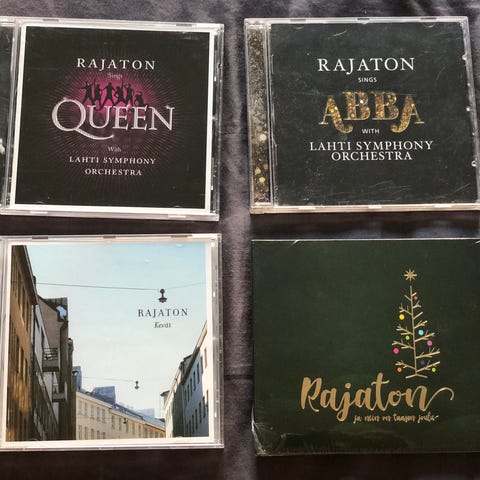 RAJATON
Sings
QUEEN
With
LAHTI SYMPHONY
ORCHESTRA
RAJATON
SINGS
ABBA
WITH
LAHTI SYMPHONY
ORCHESTRA
RAJATON
Kevät
Rajaton
ja niin on taasen joulu